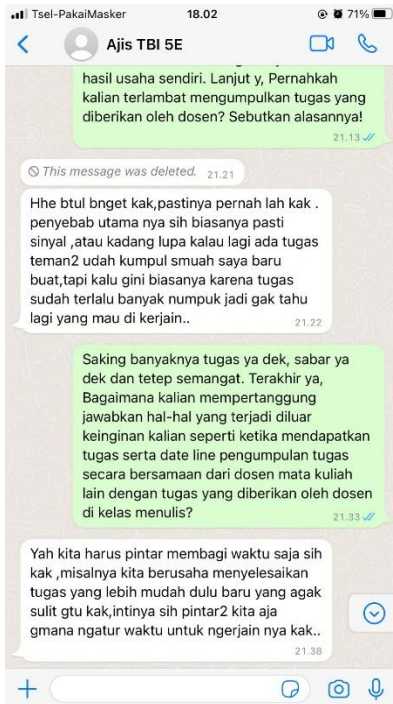 Tsel-PakaiMasker 18.02 71%
Ajis TBI 5E
hasil usaha sendiri. Lanjut y, Pernahkah
kalian terlambat mengumpulkan tugas yang
diberikan oleh dosen? Sebutkan alasannya!
21.13
This message was deleted. 21.21
Hhe btul bnget kak,pastinya pernah lah kak .
penyebab utama nya sih biasanya pasti
sinyal ,atau kadang lupa kalau lagi ada tugas
teman2 udah kumpul smuah saya baru
buat,tapi kalu gini biasanya karena tugas
sudah terlalu banyak numpuk jadi gak tahu
lagi yang mau di kerjain..
21.22
Saking banyaknya tugas ya dek, sabar ya
dek dan tetep semangat. Terakhir ya,
Bagaimana kalian mempertanggung
jawabkan hal-hal yang terjadi diluar
keinginan kalian seperti ketika mendapatkan
tugas serta date line pengumpulan tugas
secara bersamaan dari dosen mata kuliah
lain dengan tugas yang diberikan oleh dosen
di kelas menulis?
21.33
Yah kita harus pintar membagi waktu saja sih
kak ,misalnya kita berusaha menyelesaikan
tugas yang lebih mudah dulu baru yang agak
sulit gtu kak,intinya sih pintar2 kita aja
gmana ngatur waktu untuk ngerjain nya kak..
21.38